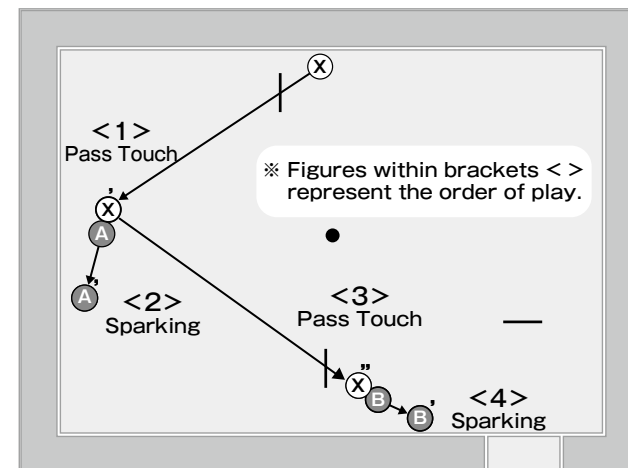 X
<1>
Pass Touch
※ Figures within brackets < >
represent the order of play.
X'
A
A'
<2>
Sparking
<3>
Pass Touch
X"
B
B'
<4>
Sparking